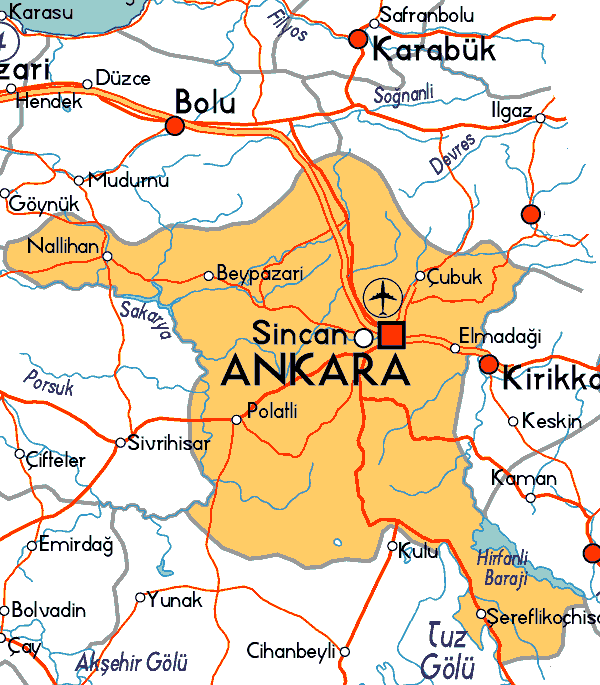 Karasu
Filyos
Safranbolu
4
Karabük
zari
Düzce
Hendek
Bolu
Soğnanli
Ilgaz
Devres
Mudurnu
Göynük
Nallihan
Beypazari
Çubuk
Sakarya
Sincan
Elmadaği
ANKARA
Kirikka
Porsuk
Polatli
Keskin
Sivrihisar
Çifteler
Kaman
Emirdağ
Kulu
Hirfanli
Baraji
Yunak
Bolvadin
Şereflikochisa
Çay
Akşehir Gölü
Cihanbeyli
Tuz
Gölü